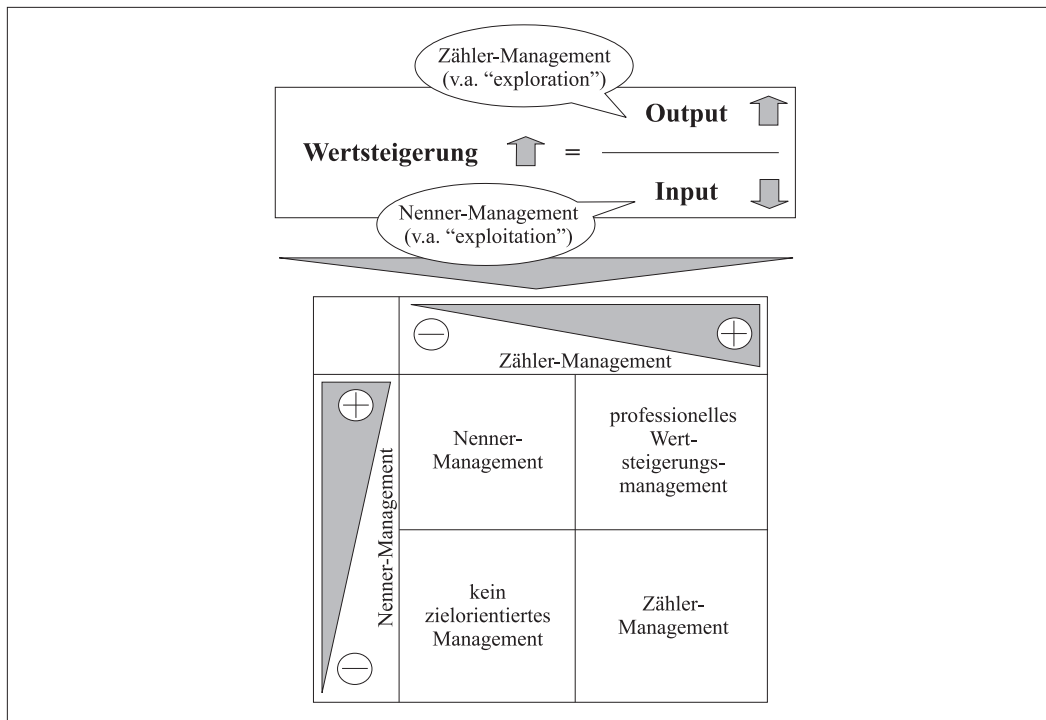 Zähler-Management
(v.a. “exploration”)
Output
Wertsteigerung =
Input
Nenner-Management
(v.a. “exploitation”)
Zähler-Management
Nenner-Management
Nenner-
Management
professionelles
Wert-
steigerungs-
management
kein
zielorientiertes
Management
Zähler-
Management